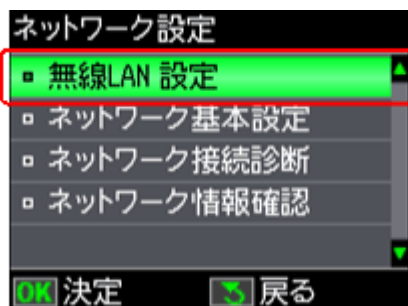 ネットワーク設定
無線LAN 設定
ネットワーク基本設定
ネットワーク接続診断
ネットワーク情報確認
OK 決定 戻る